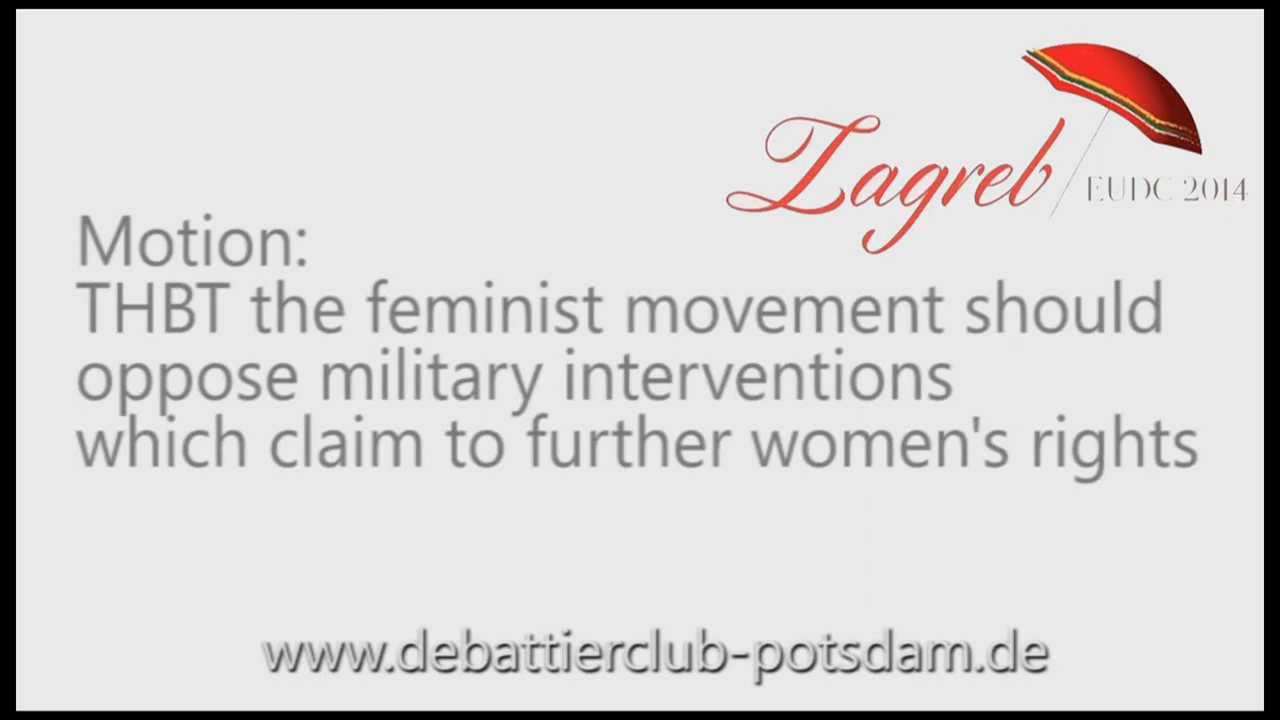 Zagreb EUDC 2014
Motion:
THBT the feminist movement should
oppose military interventions
which claim to further women's rights
www.debattierclub-potsdam.de